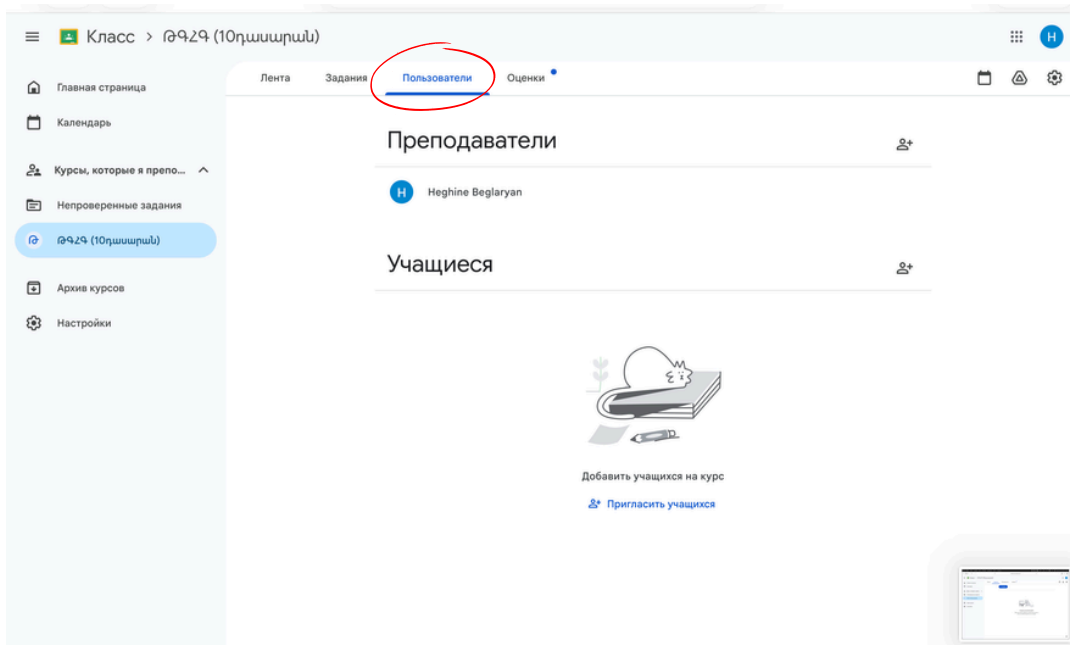 Класс > ԹԳՀԳ (10դասարան)
H
Главная страница
Календарь
Курсы, которые я препо...
Непроверенные задания
Թ ԹԳՀԳ (10դասարան)
Архив курсов
Настройки
Лента Задания Пользователи Оценки
Преподаватели
H Heghine Beglaryan
Учащиеся
Добавить учащихся на курс
Пригласить учащихся